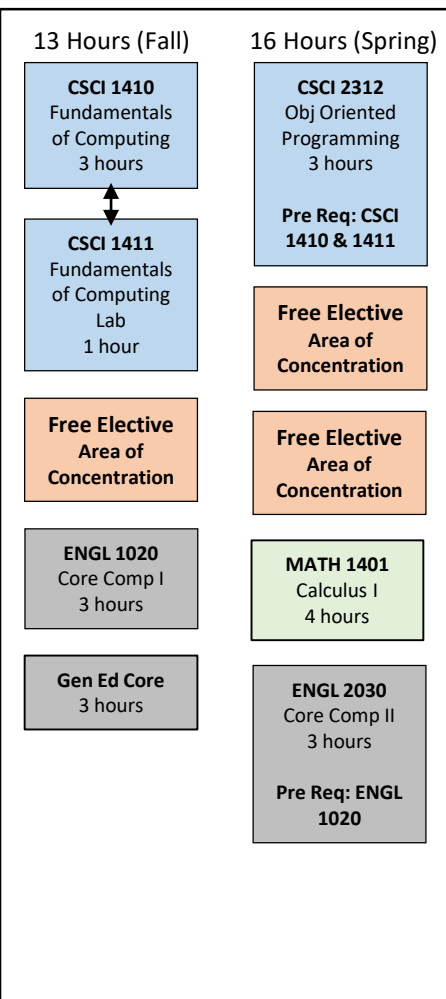 13 Hours (Fall)
CSCI 1410
Fundamentals
of Computing
3 hours
CSCI 1411
Fundamentals
of Computing
Lab
1 hour
Free Elective
Area of
Concentration
ENGL 1020
Core Comp I
3 hours
Gen Ed Core
3 hours
16 Hours (Spring)
CSCI 2312
Obj Oriented
Programming
3 hours
Pre Req: CSCI
1410 & 1411
Free Elective
Area of
Concentration
Free Elective
Area of
Concentration
MATH 1401
Calculus I
4 hours
ENGL 2030
Core Comp II
3 hours
Pre Req: ENGL
1020